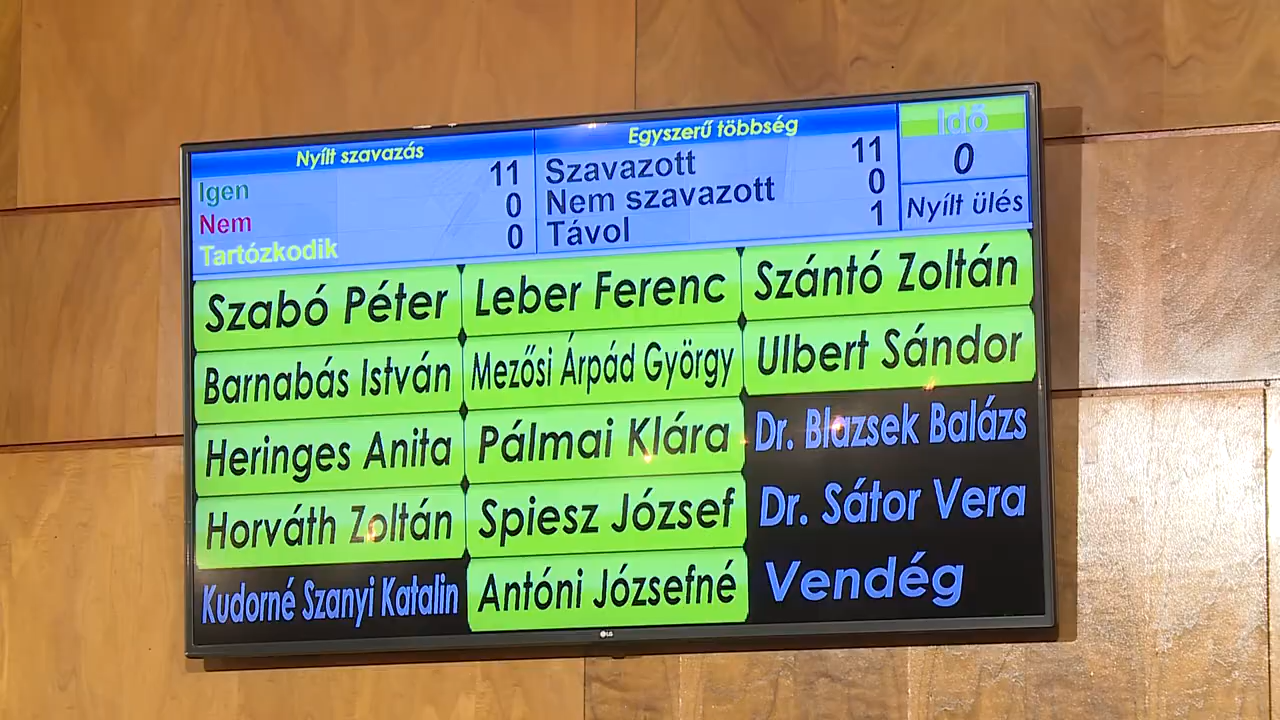 Nyílt szavazás
Igen 11
Nem 0
Tartózkodik 0
Egyszerű többség
Szavazott 11
Nem szavazott 0
Távol 1
Idő
0
Nyílt ülés
Szabó Péter
Leber Ferenc
Szántó Zoltán
Barnabás István
Mezősi Árpád György
Ulbert Sándor
Heringes Anita
Pálmai Klára
Dr. Blazsek Balázs
Horváth Zoltán
Spiesz József
Dr. Sátor Vera
Kudorné Szanyi Katalin
Antóni Józsefné
Vendég
LG